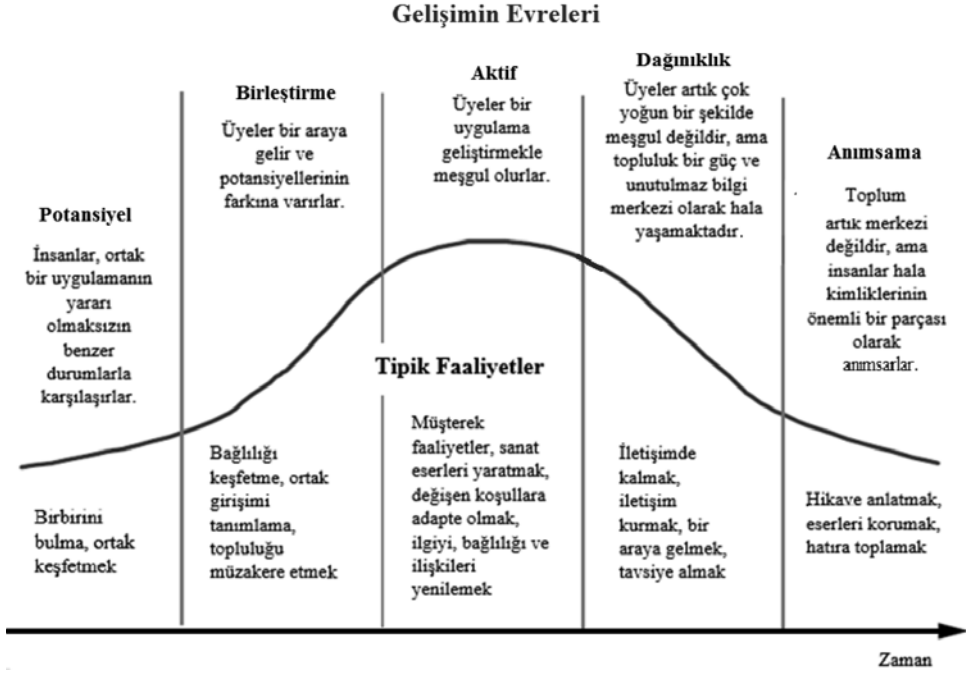 Gelişimin Evreleri
Potansiyel
İnsanlar, ortak
bir uygulamanın
yararı
olmaksızın
benzer
durumlarla
karşılaşırlar.
Birleştirme
Üyeler bir araya
gelir ve
potansiyellerinin
farkına varırlar.
Aktif
Üyeler bir
uygulama
geliştirmekle
meşgul olurlar.
Dağınıklık
Üyeler artık çok
yoğun bir şekilde
meşgul değildir, ama
topluluk bir güç ve
unutulmaz bilgi
merkezi olarak hala
yaşamaktadır.
Anımsama
Toplum
artık merkezi
değildir, ama
insanlar hala
kimliklerinin
önemli bir parçası
olarak
anımsarlar.
Tipik Faaliyetler
Birbirini
bulma, ortak
keşfetmek
Bağlılığı
keşfetme, ortak
girişimi
tanımlama,
topluluğu
müzakere etmek
Müşterek
faaliyetler, sanat
eserleri yaratmak,
değişen koşullara
adapte olmak,
ilgiyi, bağlılığı ve
ilişkileri
yenilemek
İletişimde
kalmak,
iletişim
kurmak, bir
araya gelmek,
tavsiye almak
Hikave anlatmak,
eserleri korumak,
hatıra toplamak
Zaman